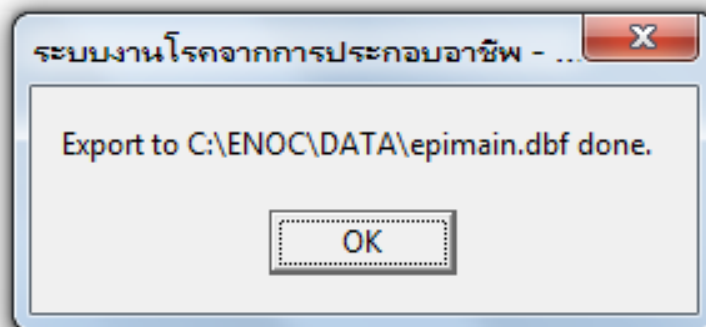 ระบบงานโรคจากการประกอบอาชีพ - ...
Export to C:\ENOC\DATA\epimain.dbf done.
OK